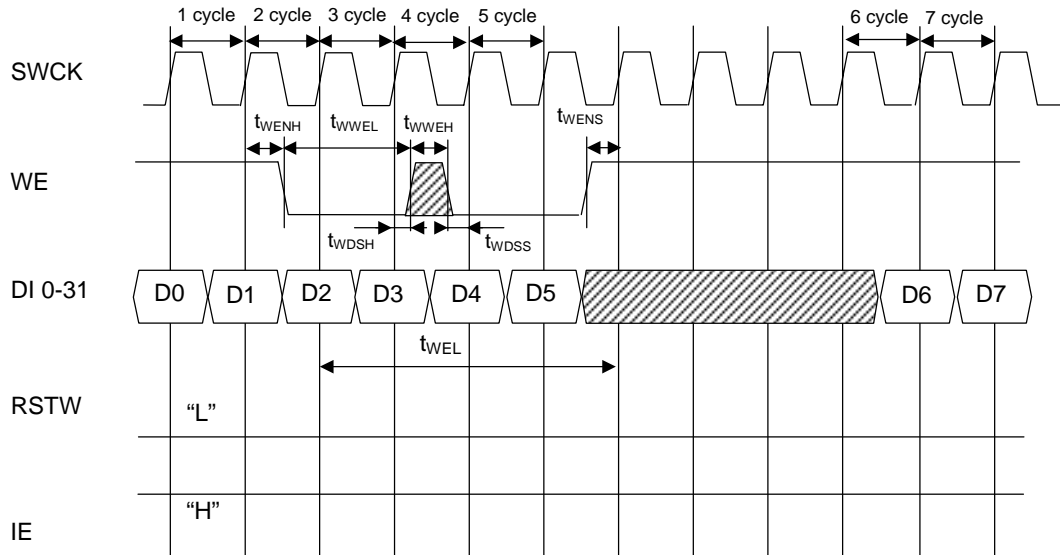 1 cycle 2 cycle 3 cycle 4 cycle 5 cycle 6 cycle 7 cycle
SWCK
tWENH tWWEL tWWEH tWENS
WE
tWDSH tWDSS
DI 0-31 D0 D1 D2 D3 D4 D5 D6 D7
tWEL
RSTW “L”
“H”
IE